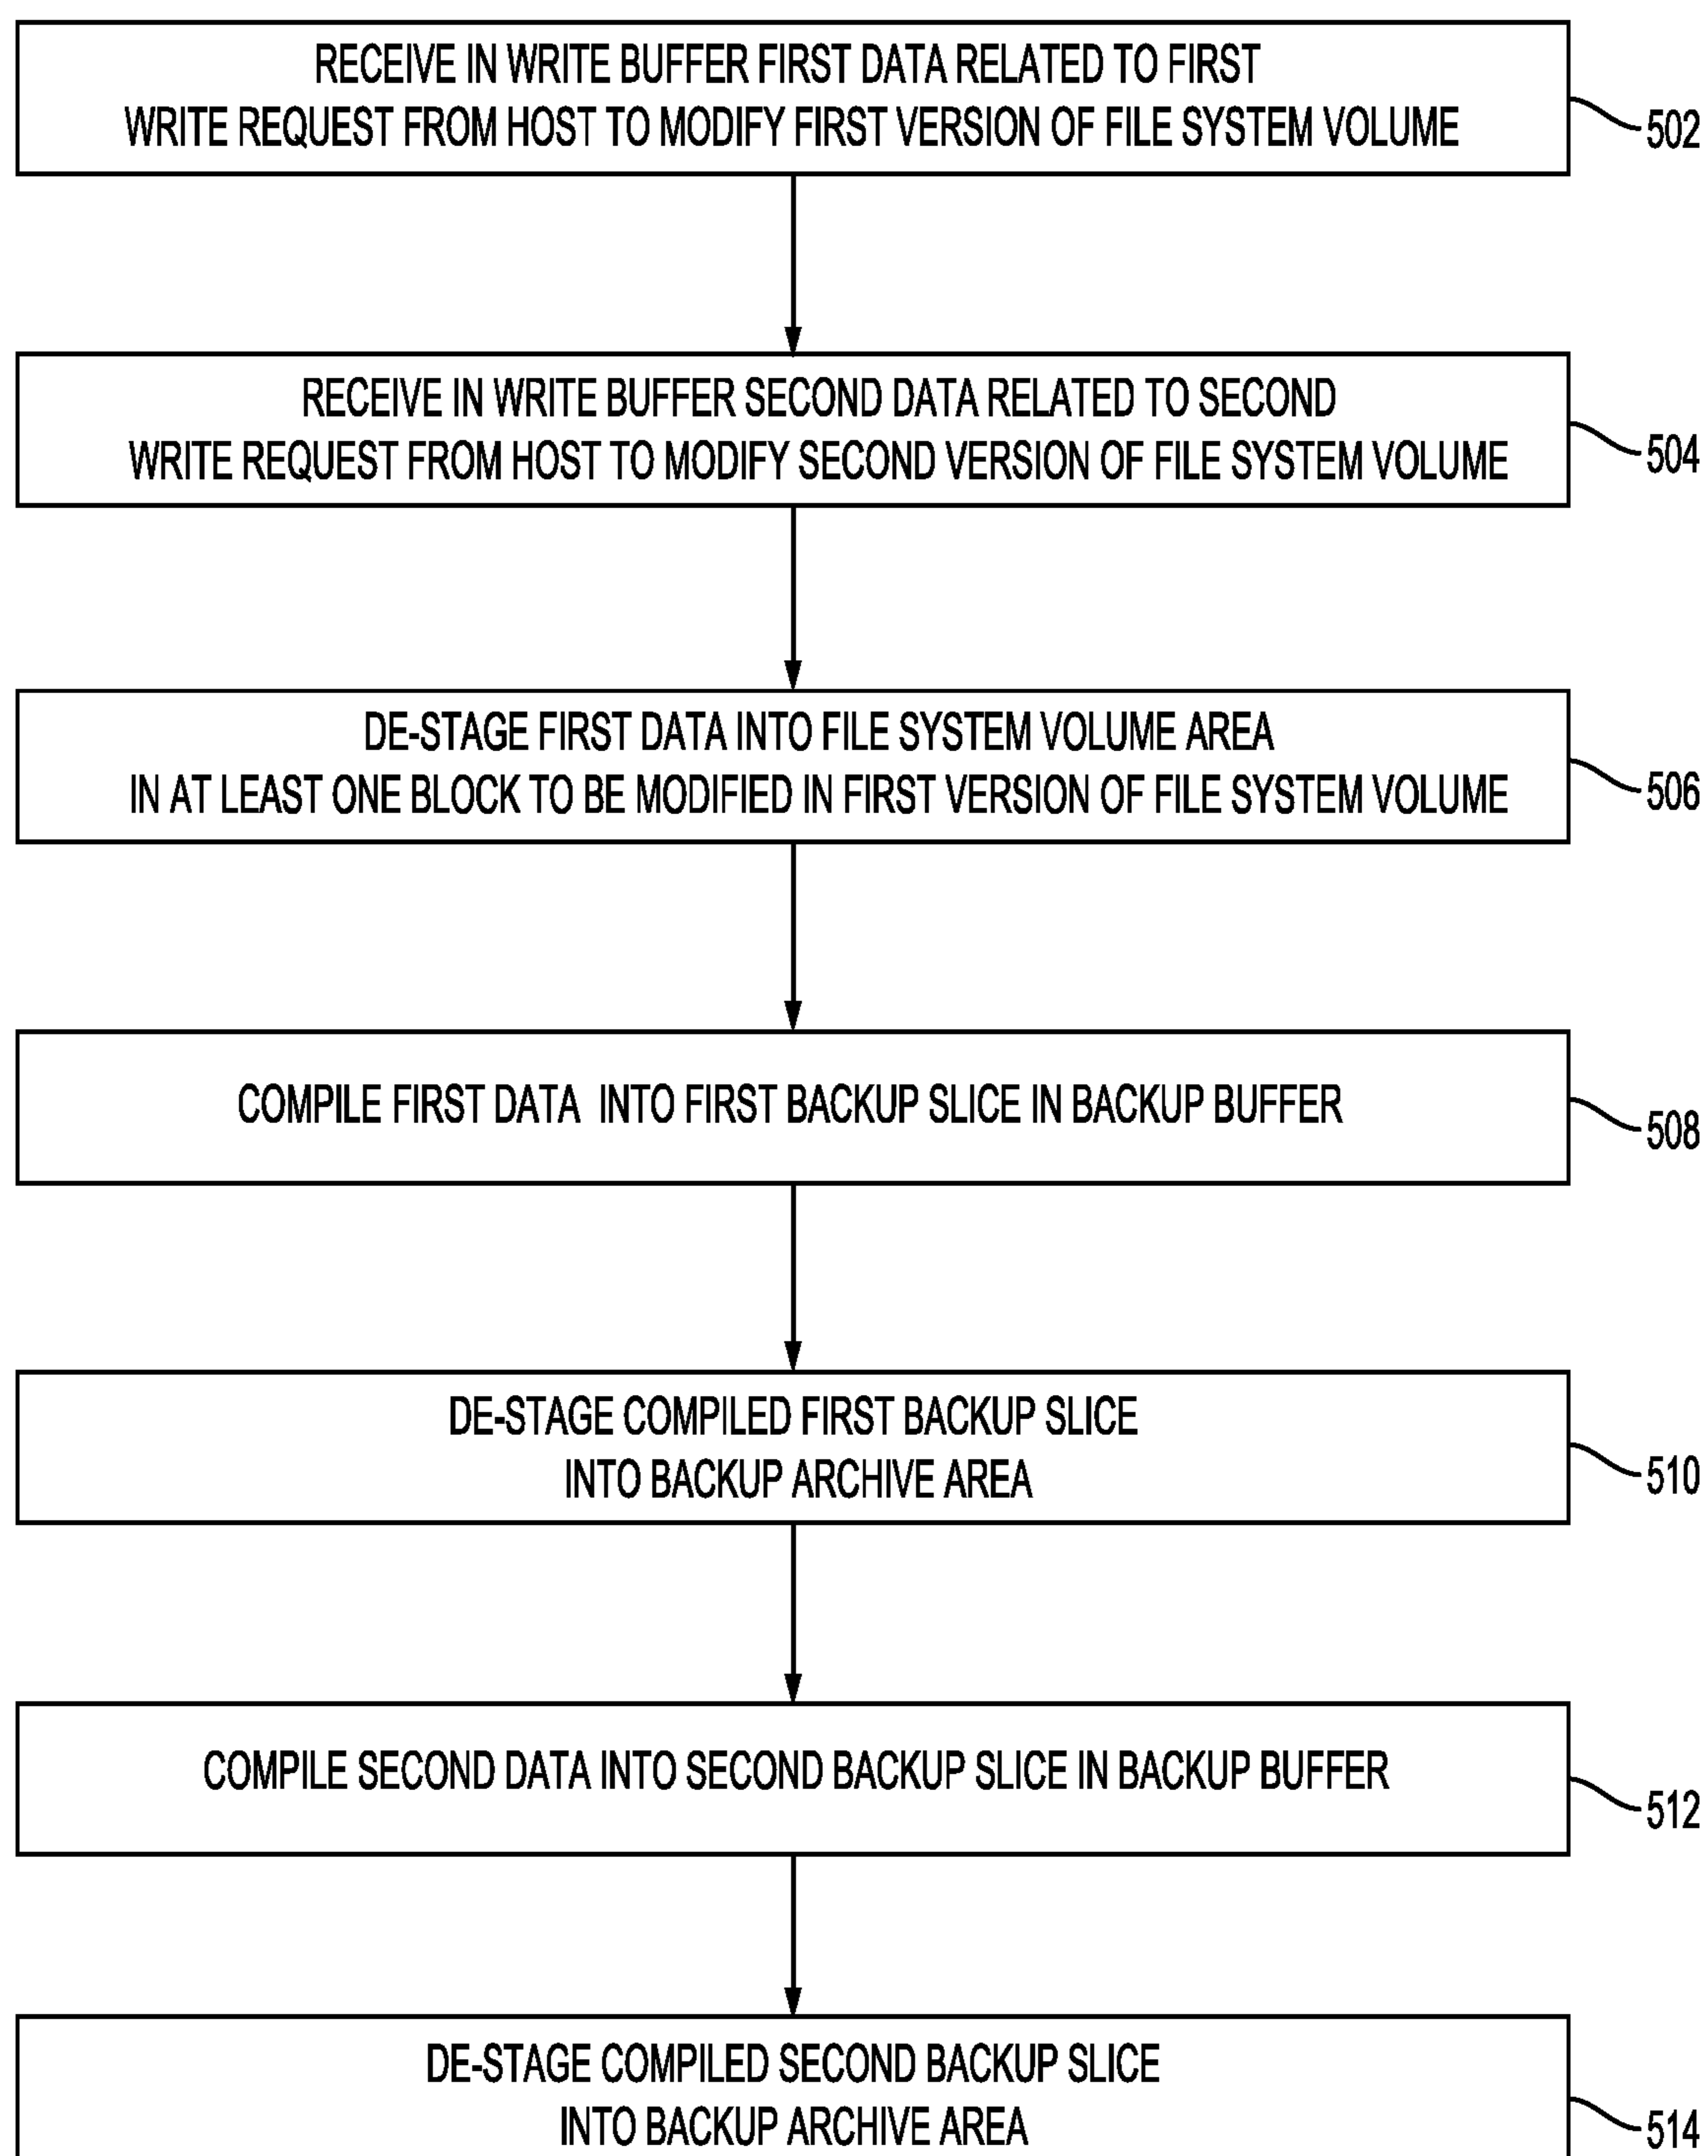 RECEIVE IN WRITE BUFFER FIRST DATA RELATED TO FIRST
WRITE REQUEST FROM HOST TO MODIFY FIRST VERSION OF FILE SYSTEM VOLUME
502
RECEIVE IN WRITE BUFFER SECOND DATA RELATED TO SECOND
WRITE REQUEST FROM HOST TO MODIFY SECOND VERSION OF FILE SYSTEM VOLUME
504
DE-STAGE FIRST DATA INTO FILE SYSTEM VOLUME AREA
IN AT LEAST ONE BLOCK TO BE MODIFIED IN FIRST VERSION OF FILE SYSTEM VOLUME
506
COMPILE FIRST DATA INTO FIRST BACKUP SLICE IN BACKUP BUFFER
508
DE-STAGE COMPILED FIRST BACKUP SLICE
INTO BACKUP ARCHIVE AREA
510
COMPILE SECOND DATA INTO SECOND BACKUP SLICE IN BACKUP BUFFER
512
DE-STAGE COMPILED SECOND BACKUP SLICE
INTO BACKUP ARCHIVE AREA
514